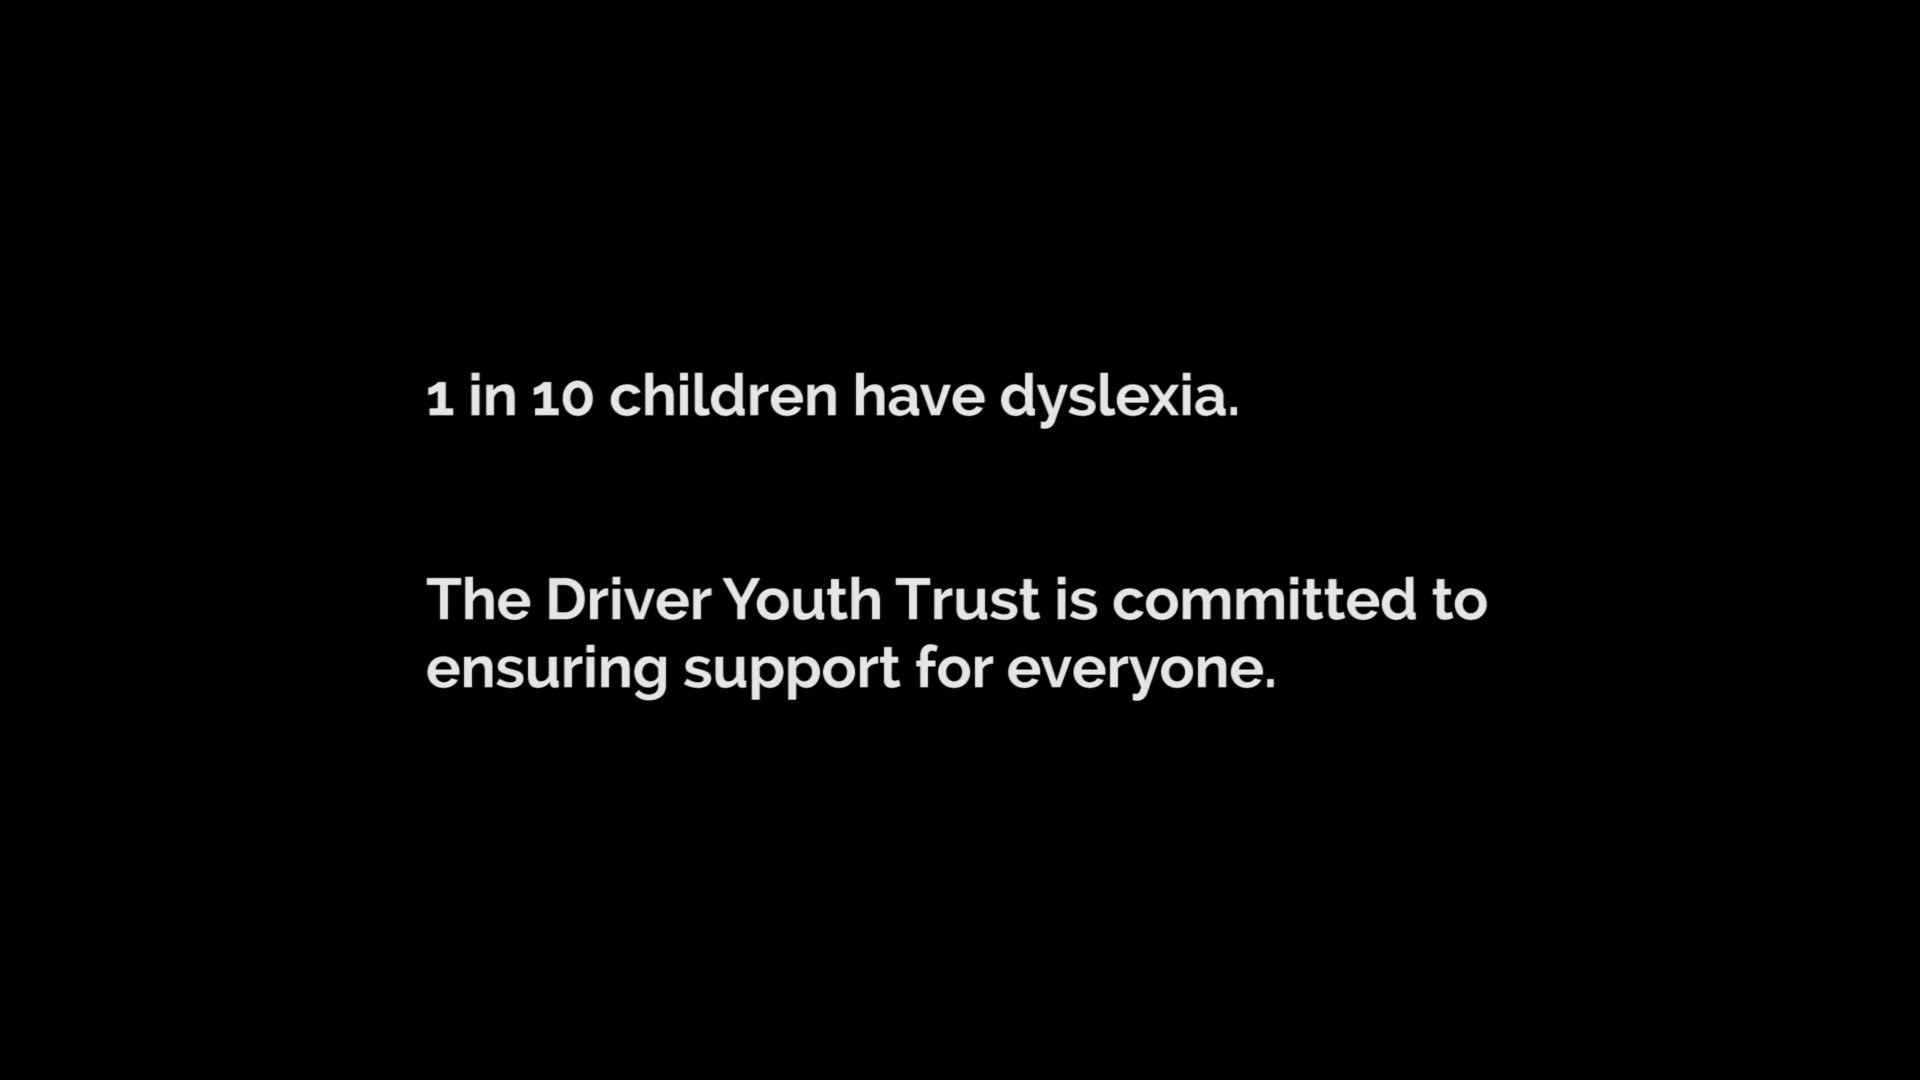 1 in 10 children have dyslexia.
The Driver Youth Trust is committed to
ensuring support for everyone.